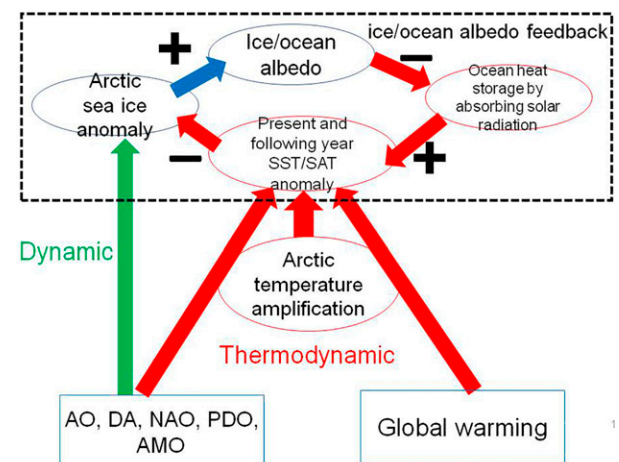 ice/ocean albedo feedback
+
Ice/ocean
albedo
−
Arctic
sea ice
anomaly
Ocean heat
storage by
absorbing solar
radiation
Present and
following year
SST/SAT
anomaly
−
+
Dynamic
Arctic
temperature
amplification
Thermodynamic
AO, DA, NAO, PDO,
AMO
Global warming
1